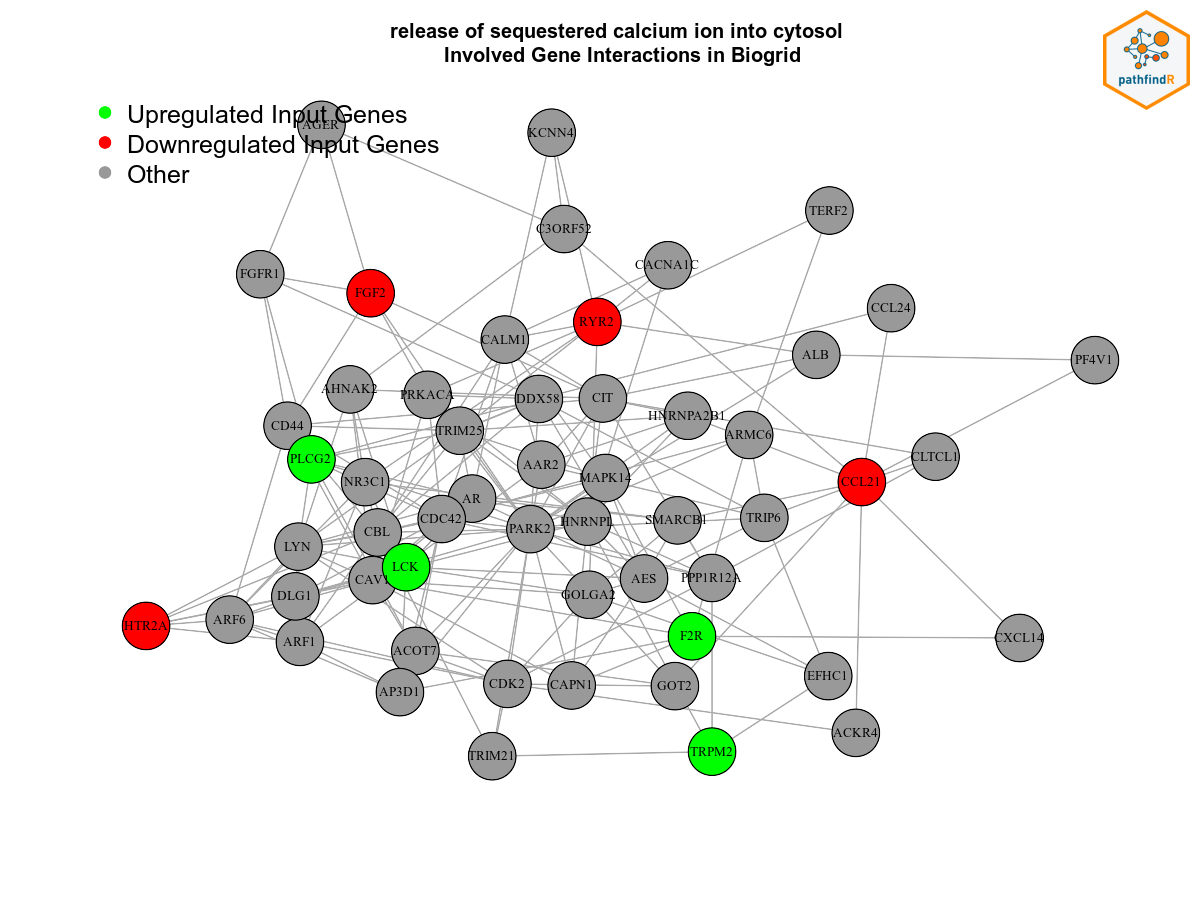 release of sequestered calcium ion into cytosol
Involved Gene Interactions in Biogrid
pathfindR
Upregulated Input Genes
Downregulated Input Genes
Other
AGER
KCNN4
TERF2
C3ORF52
CACNA1C
FGFR1
FGF2
CCL24
RYR2
CALM1
ALB
PF4V1
AHNAK2
PRKACA
DDX58
CIT
HNRNPA2B1
CD44
TRIM25
ARMC6
PLCG2
AAR2
CLTCL1
NR3C1
MAPK14
CCL21
AR
CDC42
HNRNPL
SMARCB1
TRIP6
CBL
PARK2
LYN
LCK
CAV1
AES
PPP1R12A
DLG1
GOLGA2
HTR2A
ARF6
F2R
CXCL14
ARF1
ACOT7
EFHC1
AP3D1
CDK2
CAPN1
GOT2
ACKR4
TRPM2
TRIM21